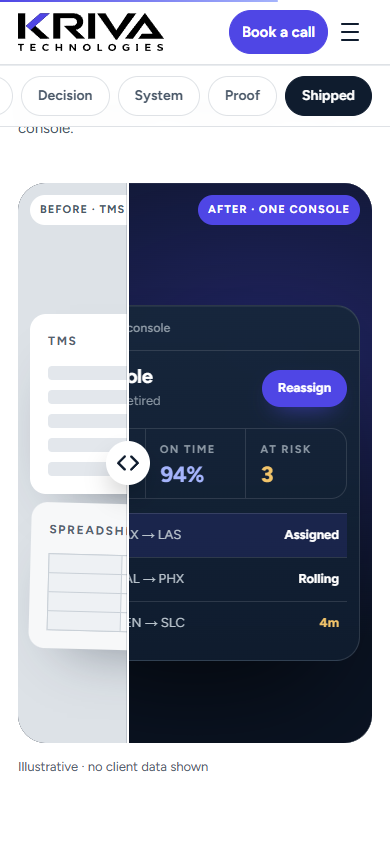 KRIVA
TECHNOLOGIES
Book a call
Decision
System
Proof
Shipped
console.
BEFORE · TMS
AFTER · ONE CONSOLE
TMS
console
ole
etired
Reassign
ON TIME
94%
AT RISK
3
SPREADSH
AX → LAS
Assigned
AL → PHX
Rolling
EN → SLC
4m
Illustrative · no client data shown